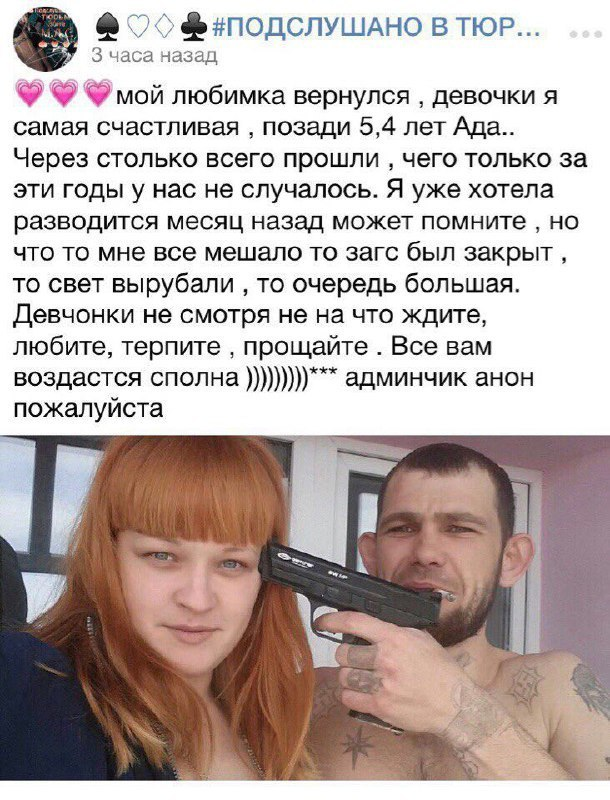 #ПОДСЛУШАНО В ТЮР...
3 часа назад
💗💗💗мой любимка вернулся , девочки я
самая счастливая , позади 5,4 лет Ада..
Через столько всего прошли , чего только за
эти годы у нас не случалось. Я уже хотела
разводится месяц назад может помните , но
что то мне все мешало то загс был закрыт ,
то свет вырубали , то очередь большая.
Девчонки не смотря не на что ждите,
любите, терпите , прощайте . Все вам
воздастся сполна )))))))))*** админчик анон
пожалуйста